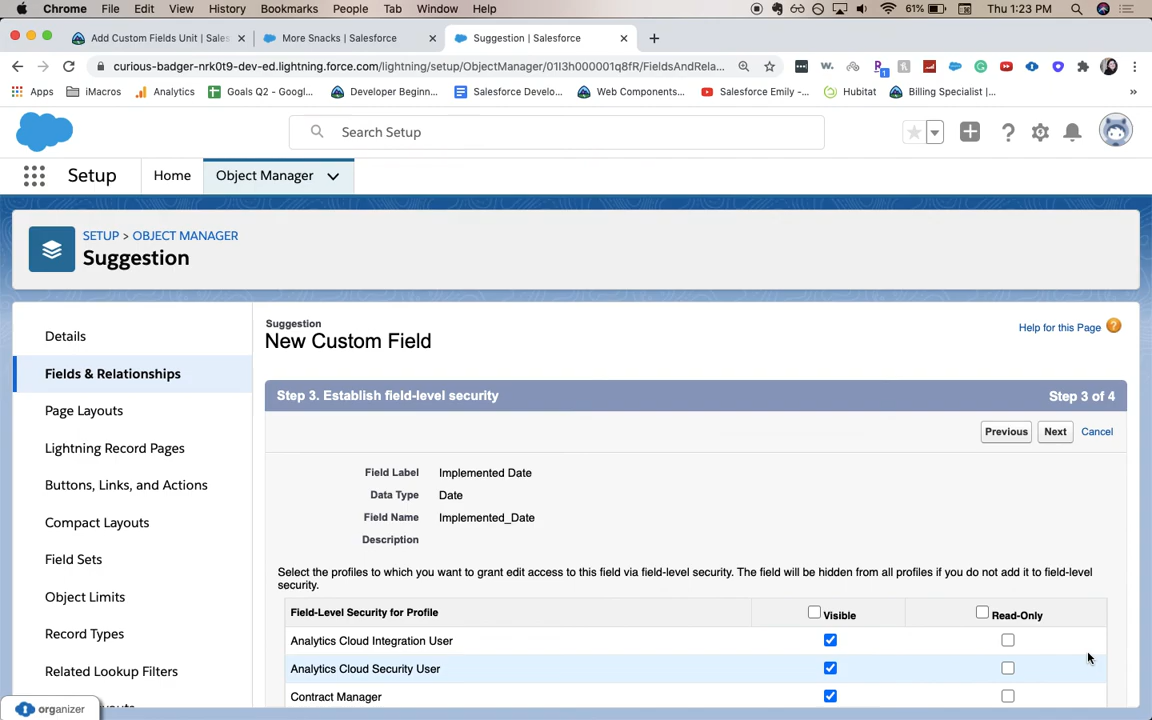 Chrome File Edit View History Bookmarks People Tab Window Help 61% Thu 1:23 PM
Add Custom Fields Unit | Sales More Snacks | Salesforce Suggestion | Salesforce
curious-badger-nrk0t9-dev-ed.lightning.force.com/lightning/setup/ObjectManager/01I3h000001q8fR/FieldsAndRela...
Apps iMacros Analytics Goals Q2 - Googl... Developer Beginn... Salesforce Develo... Web Components... Salesforce Emily -... Hubitat Billing Specialist |... »
Search Setup
Setup Home Object Manager
SETUP > OBJECT MANAGER
Suggestion
Details
Fields & Relationships
Page Layouts
Lightning Record Pages
Buttons, Links, and Actions
Compact Layouts
Field Sets
Object Limits
Record Types
Related Lookup Filters
organizer
Suggestion
New Custom Field
Help for this Page ?
Step 3. Establish field-level security Step 3 of 4
Previous Next Cancel
Field Label Implemented Date
Data Type Date
Field Name Implemented_Date
Description
Select the profiles to which you want to grant edit access to this field via field-level security. The field will be hidden from all profiles if you do not add it to field-level
security.
Field-Level Security for Profile Visible Read-Only
Analytics Cloud Integration User
Analytics Cloud Security User
Contract Manager